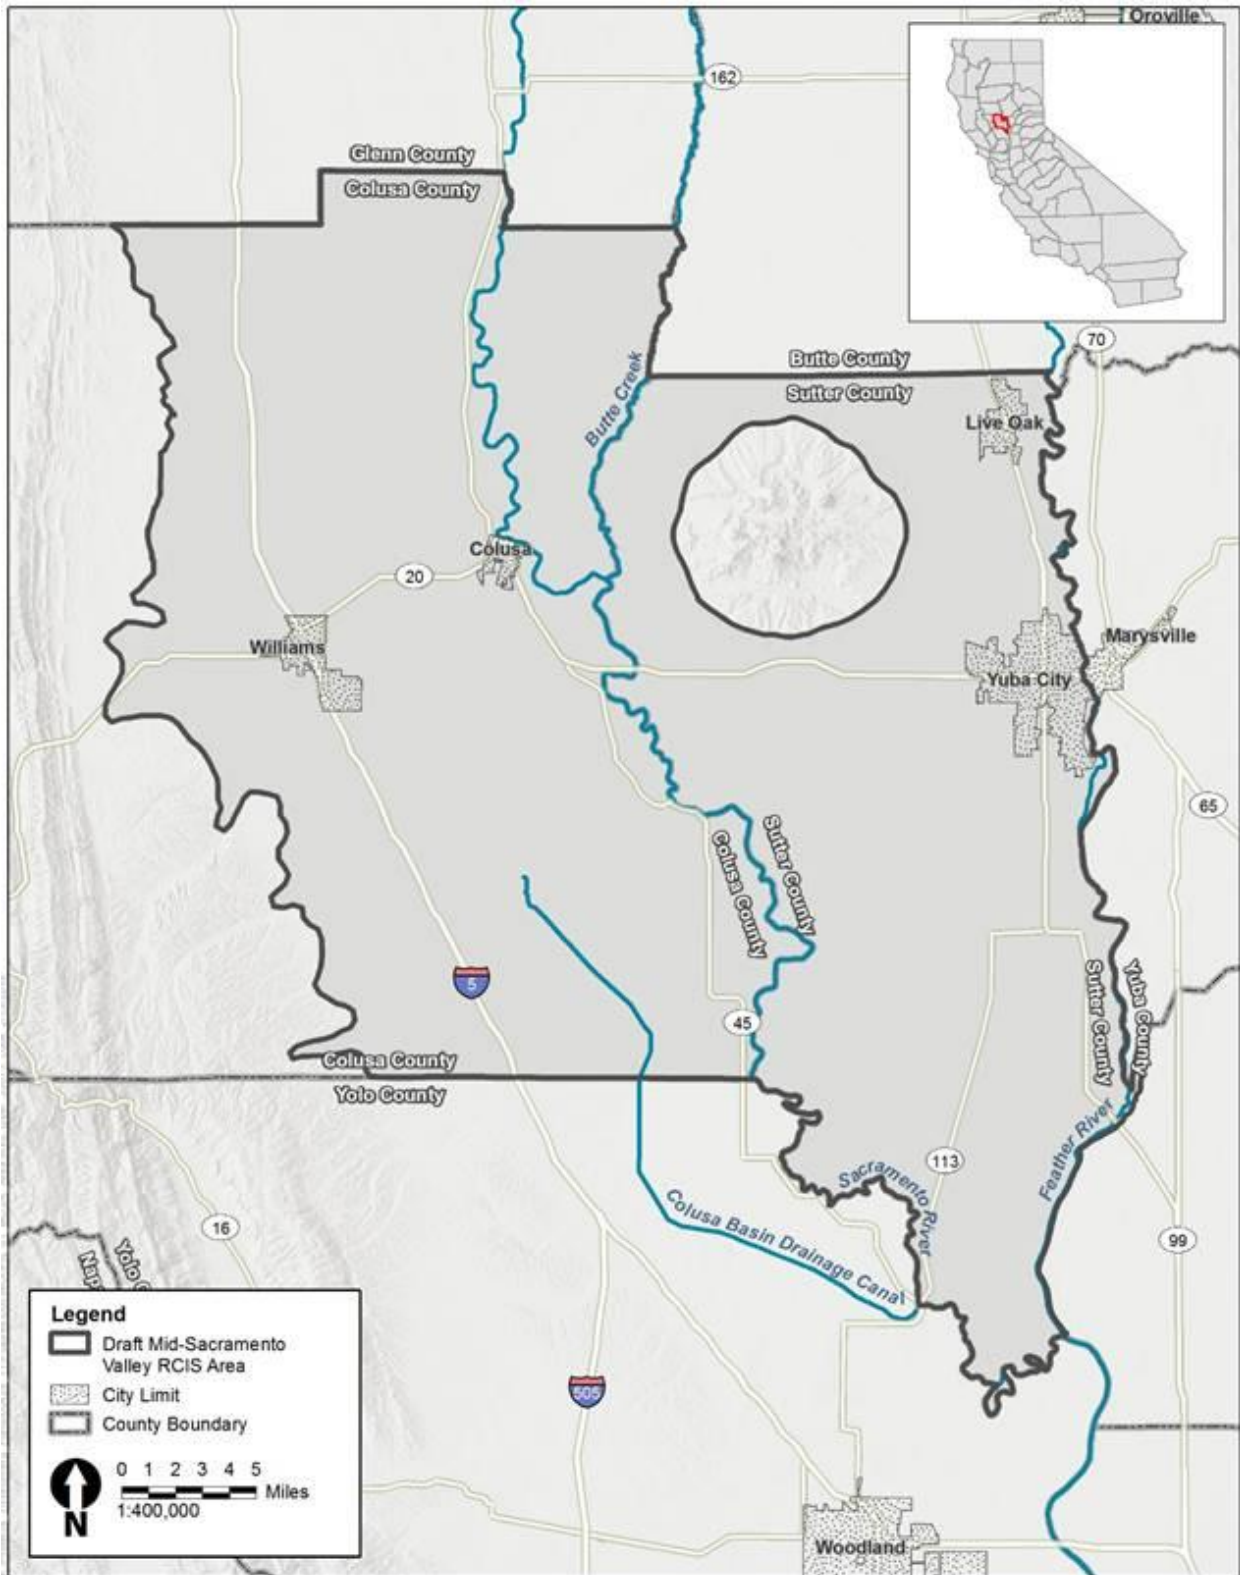 Oroville
162
Glenn County
Colusa County
70
Butte County
Sutter County
Butte Creek
Live Oak
Colusa
20
Williams
Marysville
Yuba City
65
Sutter County
Colusa County
5
Sutter County
Yuba County
45
Colusa County
Yolo County
Feather River
113
Sacramento River
Colusa Basin Drainage Canal
16
99
Yolo C
Nap
505
Woodland
Legend
Draft Mid-Sacramento
Valley RCIS Area
City Limit
County Boundary
0 1 2 3 4 5
Miles
1:400,000
N